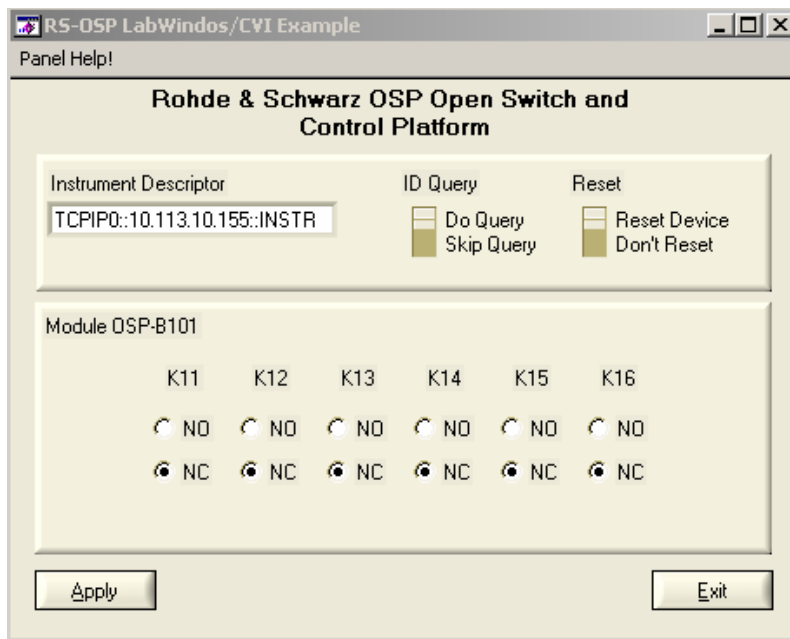 RS-OSP LabWindos/CVI Example
Panel Help!
Rohde & Schwarz OSP Open Switch and
Control Platform
Instrument Descriptor
ID Query
Reset
TCPIP0::10.113.10.155::INSTR
Do Query
Reset Device
Skip Query
Don't Reset
Module OSP-B101
K11 K12 K13 K14 K15 K16
NO NO NO NO NO NO
NC NC NC NC NC NC
Apply
Exit